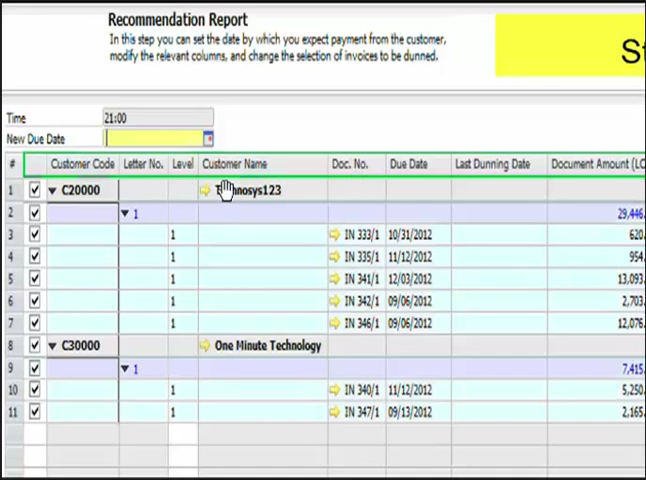 Recommendation Report
In this step you can set the date by which you expect payment from the customer,
modify the relevant columns, and change the selection of invoices to be dunned.
St
Time 21:00
New Due Date
# Customer Code Letter No. Level Customer Name Doc. No. Due Date Last Dunning Date Document Amount (LC
1 C20000 Technosys123
2 1 29,446.
3 1 IN 333/1 10/31/2012 620.
4 1 IN 335/1 11/12/2012 954.
5 1 IN 341/1 12/03/2012 13,093.
6 1 IN 342/1 09/06/2012 2,703.
7 1 IN 346/1 09/06/2012 12,076.
8 C30000 One Minute Technology
9 1 7,415.
10 1 IN 340/1 11/12/2012 5,250.
11 1 IN 347/1 09/13/2012 2,165.